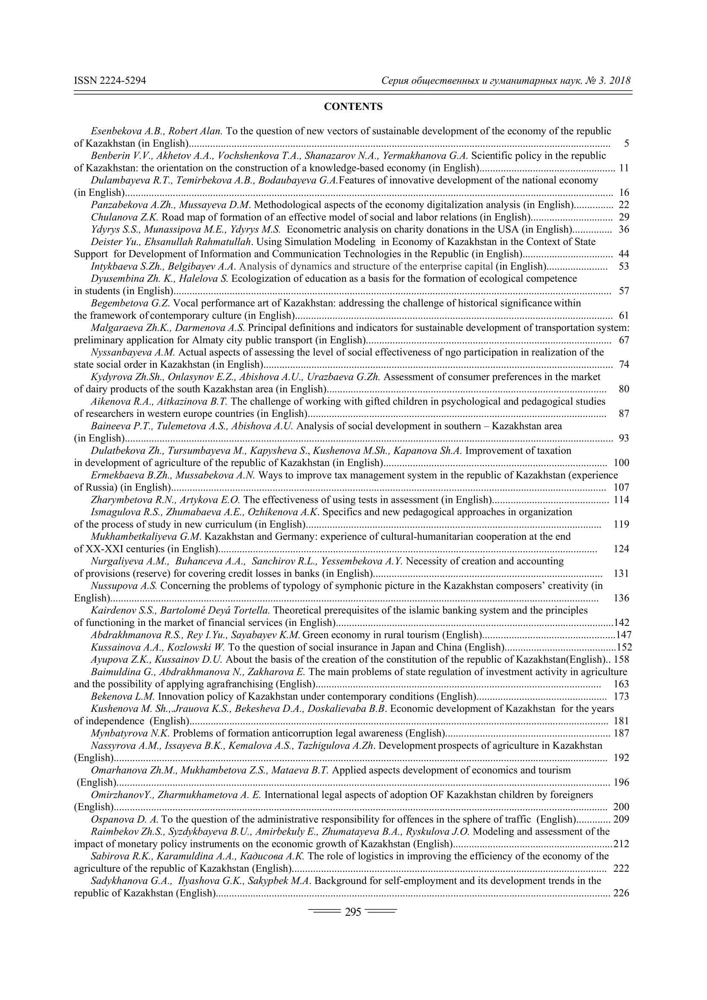 ISSN 2224-5294 Серия общественных и гуманитарных наук. № 3. 2018
CONTENTS
Esenbekova A.B., Robert Alan. To the question of new vectors of sustainable development of the economy of the republic
of Kazakhstan (in English).......... 5
Benberin V.V., Akhetov A.A., Vochshenkova T.A., Shanazarov N.A., Yermakhanova G.A. Scientific policy in the republic
of Kazakhstan: the orientation on the construction of a knowledge-based economy (in English).......... 11
Dulambayeva R.T., Temirbekova A.B., Bodaubayeva G.A.Features of innovative development of the national economy
(in English).......... 16
Panzabekova A.Zh., Mussayeva D.M. Methodological aspects of the economy digitalization analysis (in English).......... 22
Chulanova Z.K. Road map of formation of an effective model of social and labor relations (in English).......... 29
Ydyrys S.S., Munassipova M.E., Ydyrys M.S. Econometric analysis on charity donations in the USA (in English).......... 36
Deister Yu., Ehsanullah Rahmatullah. Using Simulation Modeling in Economy of Kazakhstan in the Context of State
Support for Development of Information and Communication Technologies in the Republic (in English).......... 44
Intykbaeva S.Zh., Belgibayev A.A. Analysis of dynamics and structure of the enterprise capital (in English).......... 53
Dyusembina Zh. K., Halelova S. Ecologization of education as a basis for the formation of ecological competence
in students (in English).......... 57
Begembetova G.Z. Vocal performance art of Kazakhstan: addressing the challenge of historical significance within
the framework of contemporary culture (in English).......... 61
Malgaraeva Zh.K., Darmenova A.S. Principal definitions and indicators for sustainable development of transportation system:
preliminary application for Almaty city public transport (in English).......... 67
Nyssanbayeva A.M. Actual aspects of assessing the level of social effectiveness of ngo participation in realization of the
state social order in Kazakhstan (in English).......... 74
Kydyrova Zh.Sh., Onlasynov E.Z., Abishova A.U., Urazbaeva G.Zh. Assessment of consumer preferences in the market
of dairy products of the south Kazakhstan area (in English).......... 80
Aikenova R.A., Aitkazinova B.T. The challenge of working with gifted children in psychological and pedagogical studies
of researchers in western europe countries (in English).......... 87
Baineeva P.T., Tulemetova A.S., Abishova A.U. Analysis of social development in southern – Kazakhstan area
(in English).......... 93
Dulatbekova Zh., Tursumbayeva M., Kapysheva S., Kushenova M.Sh., Kapanova Sh.A. Improvement of taxation
in development of agriculture of the republic of Kazakhstan (in English).......... 100
Ermekbaeva B.Zh., Mussabekova A.N. Ways to improve tax management system in the republic of Kazakhstan (experience
of Russia) (in English).......... 107
Zharymbetova R.N., Artykova E.O. The effectiveness of using tests in assessment (in English).......... 114
Ismagulova R.S., Zhumabaeva A.E., Ozhikenova A.K. Specifics and new pedagogical approaches in organization
of the process of study in new curriculum (in English).......... 119
Mukhambetkaliyeva G.M. Kazakhstan and Germany: experience of cultural-humanitarian cooperation at the end
of XX-XXI centuries (in English).......... 124
Nurgaliyeva A.M., Buhanceva A.A., Sanchirov R.L., Yessembekova A.Y. Necessity of creation and accounting
of provisions (reserve) for covering credit losses in banks (in English).......... 131
Nussupova A.S. Concerning the problems of typology of symphonic picture in the Kazakhstan composers’ creativity (in
English).......... 136
Kairdenov S.S., Bartolomé Deyá Tortella. Theoretical prerequisites of the islamic banking system and the principles
of functioning in the market of financial services (in English)..........142
Abdrakhmanova R.S., Rey I.Yu., Sayabayev K.M. Green economy in rural tourism (English)..........147
Kussainova A.A., Kozlowski W. To the question of social insurance in Japan and China (English)..........152
Ayupova Z.K., Kussainov D.U. About the basis of the creation of the constitution of the republic of Kazakhstan(English).. 158
Baimuldina G., Abdrakhmanova N., Zakharova E. The main problems of state regulation of investment activity in agriculture
and the possibility of applying agrafranchising (English).......... 163
Bekenova L.M. Innovation policy of Kazakhstan under contemporary conditions (English).......... 173
Kushenova M. Sh.,.Jrauova K.S., Bekesheva D.A., Doskalievaba B.B. Economic development of Kazakhstan for the years
of independence (English).......... 181
Mynbatyrova N.K. Problems of formation anticorruption legal awareness (English).......... 187
Nassyrova A.M., Issayeva B.K., Kemalova A.S., Tazhigulova A.Zh. Development prospects of agriculture in Kazakhstan
(English).......... 192
Omarhanova Zh.M., Mukhambetova Z.S., Mataeva B.T. Applied aspects development of economics and tourism
(English).......... 196
OmirzhanovY., Zharmukhametova A. E. International legal aspects of adoption OF Kazakhstan children by foreigners
(English).......... 200
Ospanova D. A. To the question of the administrative responsibility for offences in the sphere of traffic (English).......... 209
Raimbekov Zh.S., Syzdykbayeva B.U., Amirbekuly E., Zhumatayeva B.A., Ryskulova J.O. Modeling and assessment of the
impact of monetary policy instruments on the economic growth of Kazakhstan (English)..........212
Sabirova R.K., Karamuldina A.A., Кадисова А.К. The role of logistics in improving the efficiency of the economy of the
agriculture of the republic of Kazakhstan (English).......... 222
Sadykhanova G.A., Ilyashova G.K., Sakypbek M.A. Background for self-employment and its development trends in the
republic of Kazakhstan (English).......... 226
295